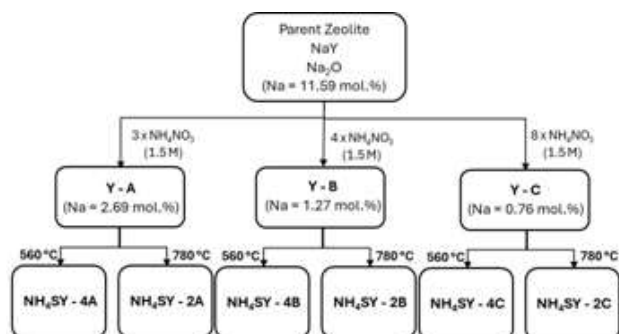 Parent Zeolite
NaY
Na₂O
(Na = 11.59 mol.%)
3 x NH₄NO₃
(1.5 M)
4 x NH₄NO₃
(1.5 M)
8 x NH₄NO₃
(1.5 M)
Y - A
(Na = 2.69 mol.%)
Y - B
(Na = 1.27 mol.%)
Y - C
(Na = 0.76 mol.%)
560 °C
780 °C
560 °C
780 °C
560 °C
780 °C
NH₄SY - 4A
NH₄SY - 2A
NH₄SY - 4B
NH₄SY - 2B
NH₄SY - 4C
NH₄SY - 2C